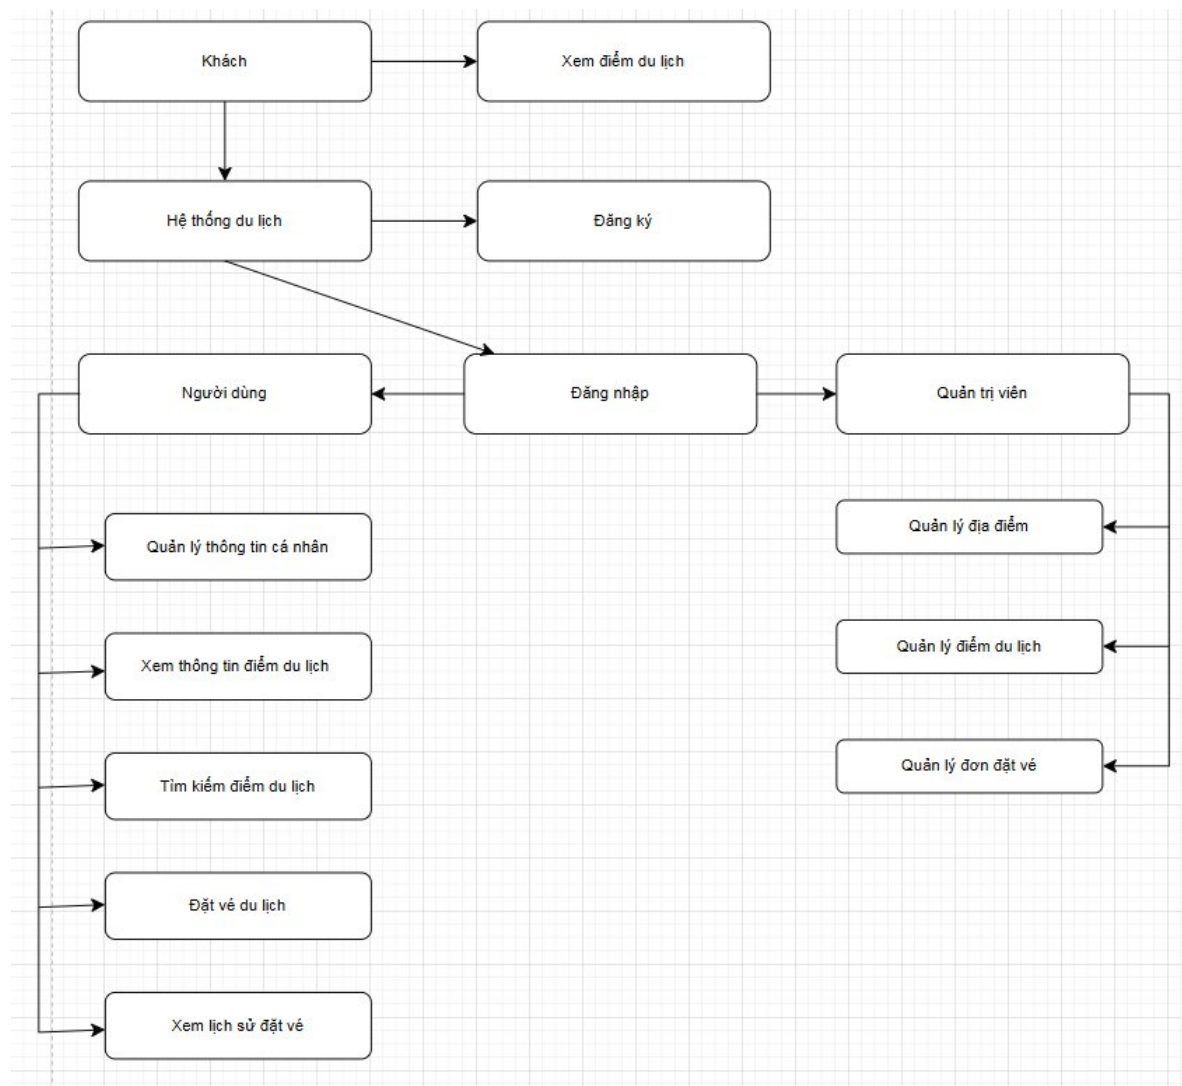 Khách
Xem điểm du lịch
Hệ thống du lịch
Đăng ký
Người dùng
Đăng nhập
Quản trị viên
Quản lý thông tin cá nhân
Xem thông tin điểm du lịch
Tìm kiếm điểm du lịch
Đặt vé du lịch
Xem lịch sử đặt vé
Quản lý địa điểm
Quản lý điểm du lịch
Quản lý đơn đặt vé